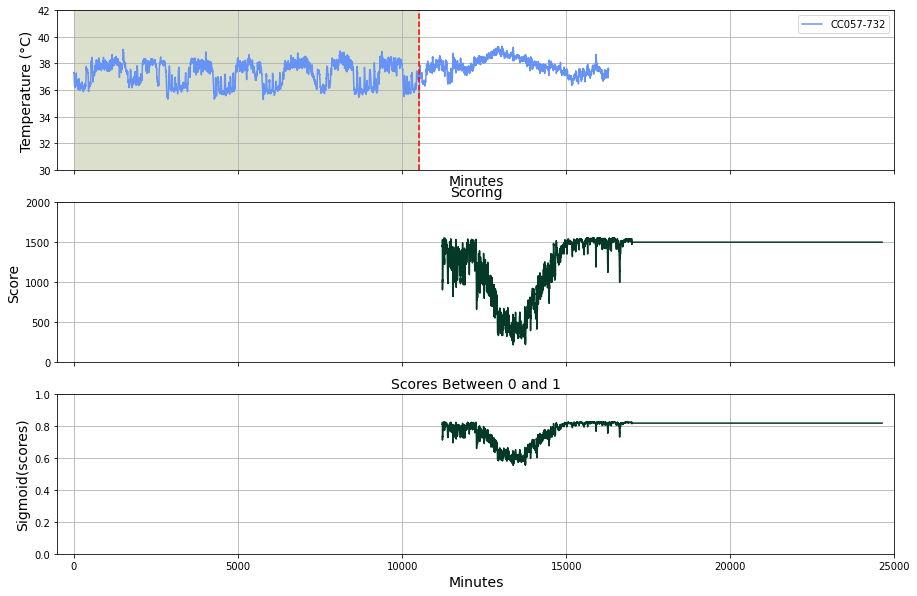 42
40
38
36
34
32
30
Temperature (°C)
CC057-732
Minutes
Scoring
2000
1500
1000
500
0
Score
Scores Between 0 and 1
1.0
0.8
0.6
0.4
0.2
0.0
Sigmoid(scores)
0 5000 10000 15000 20000 25000
Minutes